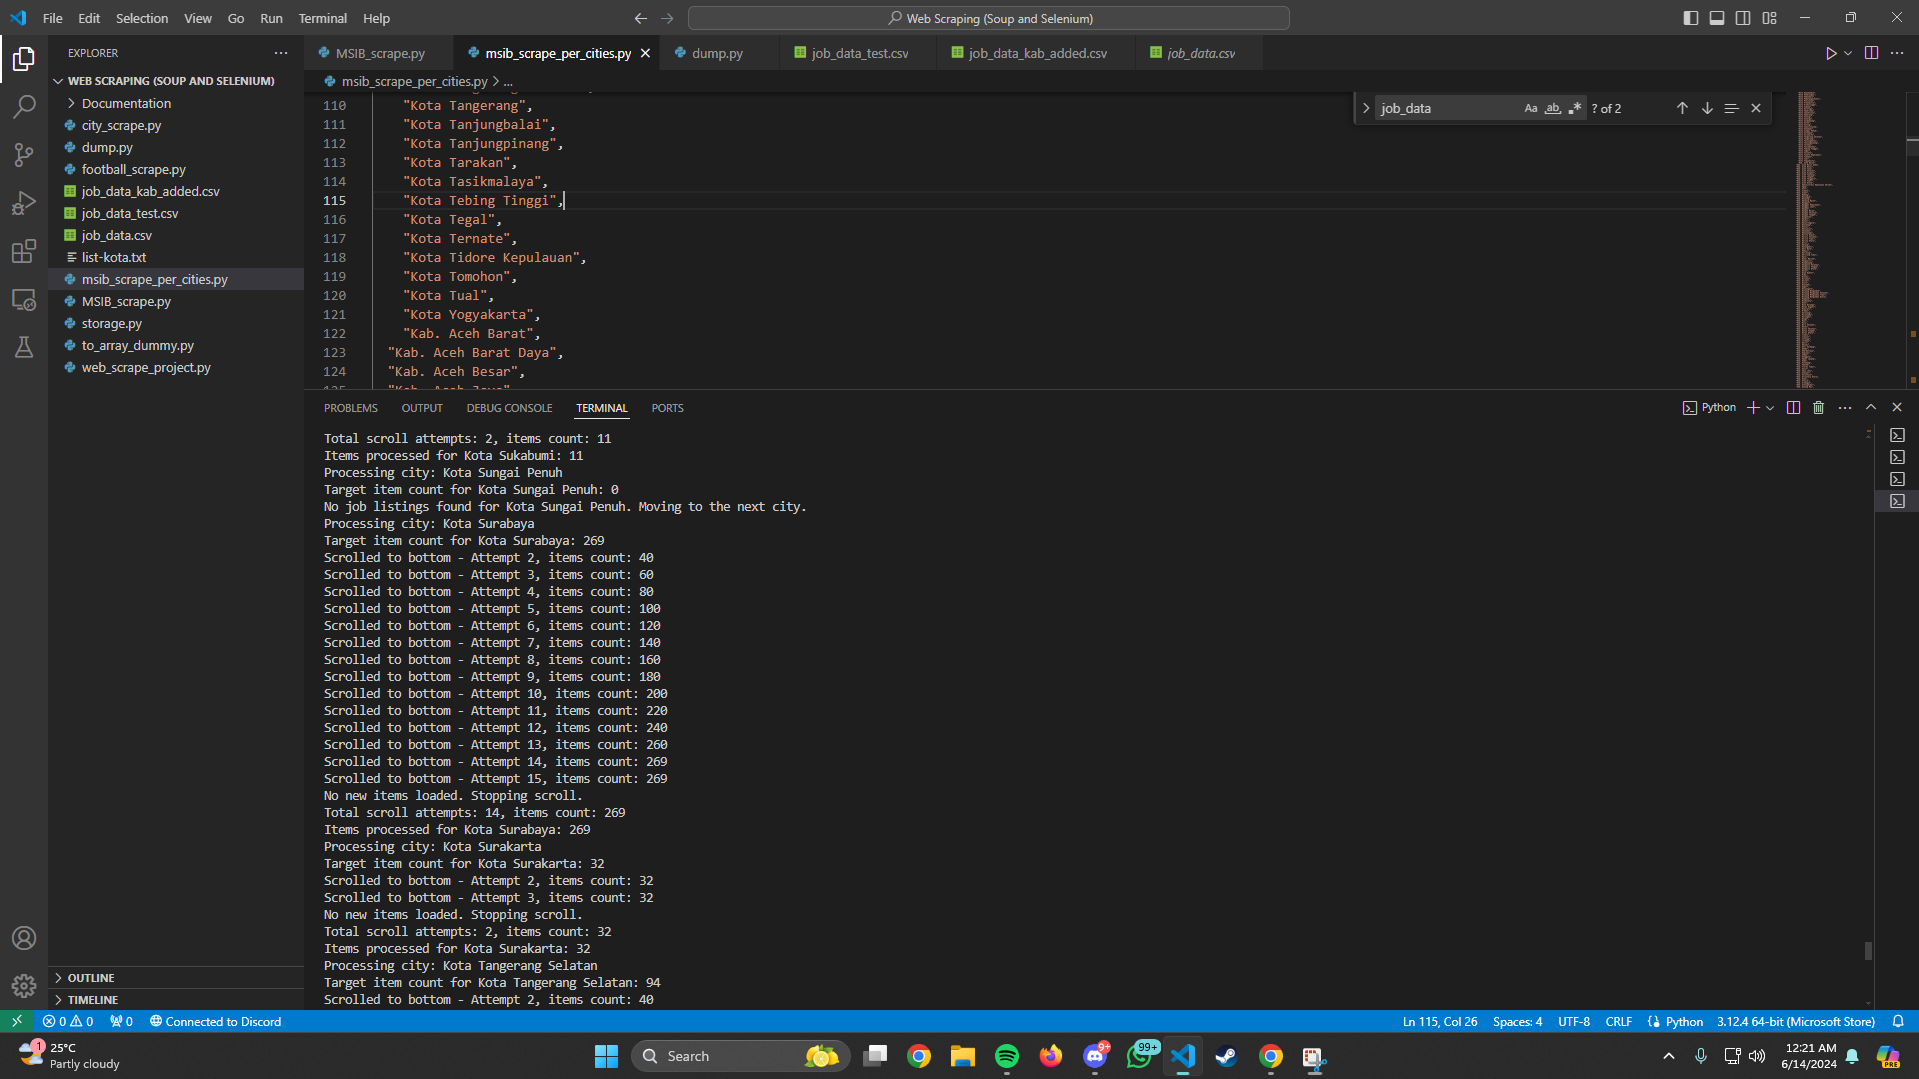 File Edit Selection View Go Run Terminal Help
Web Scraping (Soup and Selenium)
EXPLORER
WEB SCRAPING (SOUP AND SELENIUM)
Documentation
city_scrape.py
dump.py
football_scrape.py
job_data_kab_added.csv
job_data_test.csv
job_data.csv
list-kota.txt
msib_scrape_per_cities.py
MSIB_scrape.py
storage.py
to_array_dummy.py
web_scrape_project.py
OUTLINE
TIMELINE
MSIB_scrape.py msib_scrape_per_cities.py dump.py job_data_test.csv job_data_kab_added.csv job_data.csv
msib_scrape_per_cities.py > ...
job_data Aa ab ? of 2
110 "Kota Tangerang",
111 "Kota Tanjungbalai",
112 "Kota Tanjungpinang",
113 "Kota Tarakan",
114 "Kota Tasikmalaya",
115 "Kota Tebing Tinggi",
116 "Kota Tegal",
117 "Kota Ternate",
118 "Kota Tidore Kepulauan",
119 "Kota Tomohon",
120 "Kota Tual",
121 "Kota Yogyakarta",
122 "Kab. Aceh Barat",
123 "Kab. Aceh Barat Daya",
124 "Kab. Aceh Besar",
PROBLEMS OUTPUT DEBUG CONSOLE TERMINAL PORTS
Python
Total scroll attempts: 2, items count: 11
Items processed for Kota Sukabumi: 11
Processing city: Kota Sungai Penuh
Target item count for Kota Sungai Penuh: 0
No job listings found for Kota Sungai Penuh. Moving to the next city.
Processing city: Kota Surabaya
Target item count for Kota Surabaya: 269
Scrolled to bottom - Attempt 2, items count: 40
Scrolled to bottom - Attempt 3, items count: 60
Scrolled to bottom - Attempt 4, items count: 80
Scrolled to bottom - Attempt 5, items count: 100
Scrolled to bottom - Attempt 6, items count: 120
Scrolled to bottom - Attempt 7, items count: 140
Scrolled to bottom - Attempt 8, items count: 160
Scrolled to bottom - Attempt 9, items count: 180
Scrolled to bottom - Attempt 10, items count: 200
Scrolled to bottom - Attempt 11, items count: 220
Scrolled to bottom - Attempt 12, items count: 240
Scrolled to bottom - Attempt 13, items count: 260
Scrolled to bottom - Attempt 14, items count: 269
Scrolled to bottom - Attempt 15, items count: 269
No new items loaded. Stopping scroll.
Total scroll attempts: 14, items count: 269
Items processed for Kota Surabaya: 269
Processing city: Kota Surakarta
Target item count for Kota Surakarta: 32
Scrolled to bottom - Attempt 2, items count: 32
Scrolled to bottom - Attempt 3, items count: 32
No new items loaded. Stopping scroll.
Total scroll attempts: 2, items count: 32
Items processed for Kota Surakarta: 32
Processing city: Kota Tangerang Selatan
Target item count for Kota Tangerang Selatan: 94
Scrolled to bottom - Attempt 2, items count: 40
0 0 0 Connected to Discord Ln 115, Col 26 Spaces: 4 UTF-8 CRLF Python 3.12.4 64-bit (Microsoft Store)
1 25°C
Partly cloudy
Search
9+
99+
12:21 AM
6/14/2024
PRE